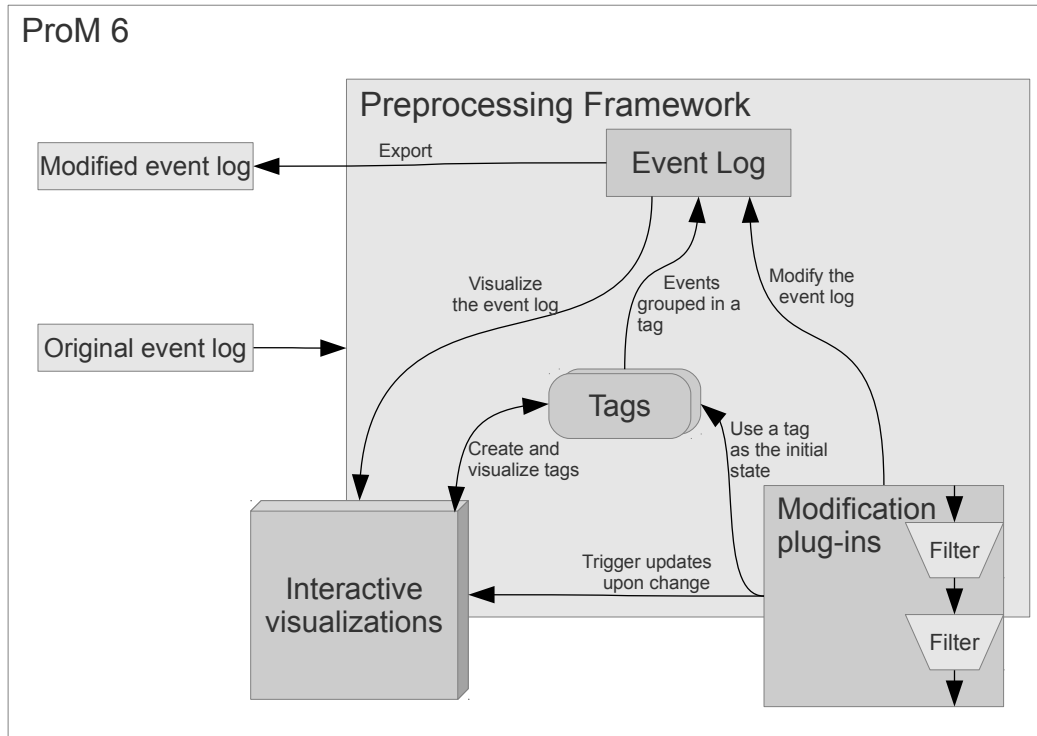 ProM 6
Preprocessing Framework
Modified event log
Export
Event Log
Visualize
the event log
Events
grouped in a
tag
Modify the
event log
Original event log
Tags
Create and
visualize tags
Use a tag
as the initial
state
Interactive
visualizations
Trigger updates
upon change
Modification
plug-ins
Filter
Filter